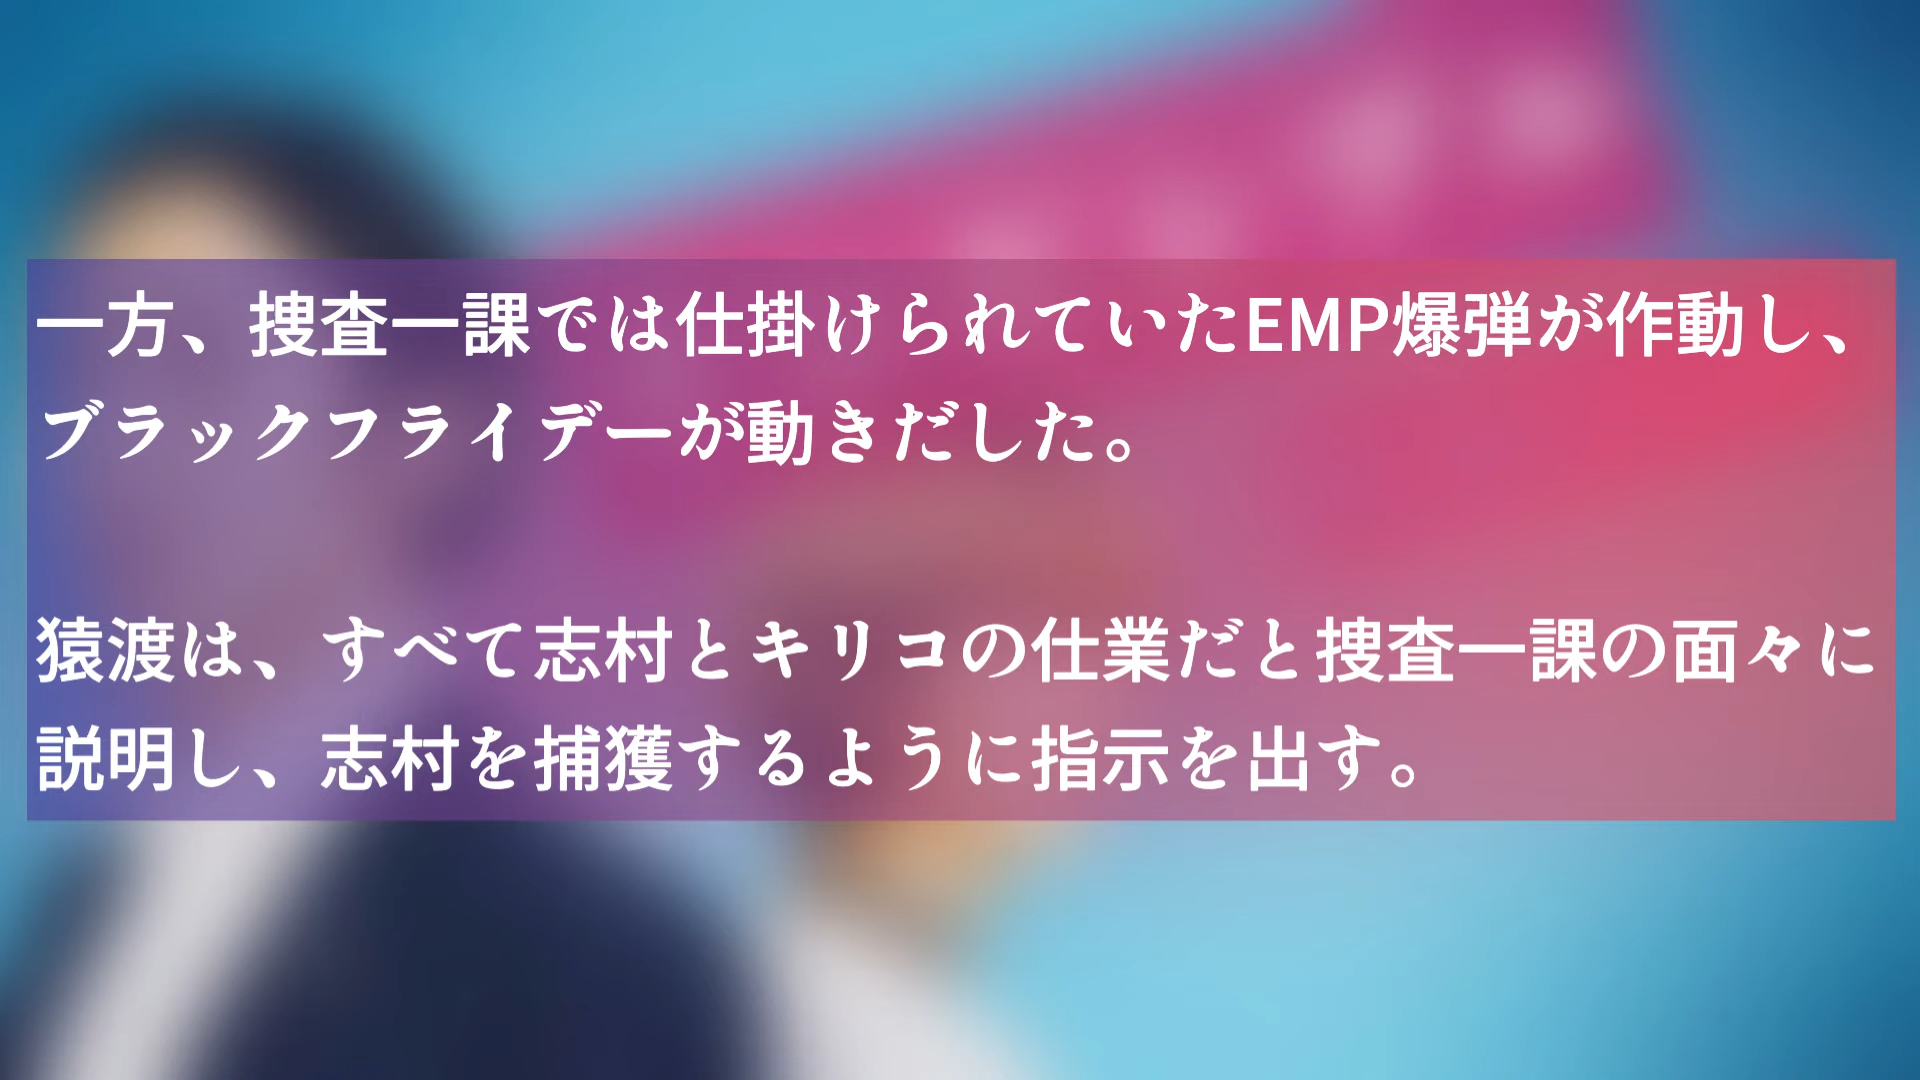 一方、捜査一課では仕掛けられていたEMP爆弾が作動し、
ブラックフライデーが動きだした。
猿渡は、すべて志村とキリコの仕業だと捜査一課の面々に
説明し、志村を捕獲するように指示を出す。